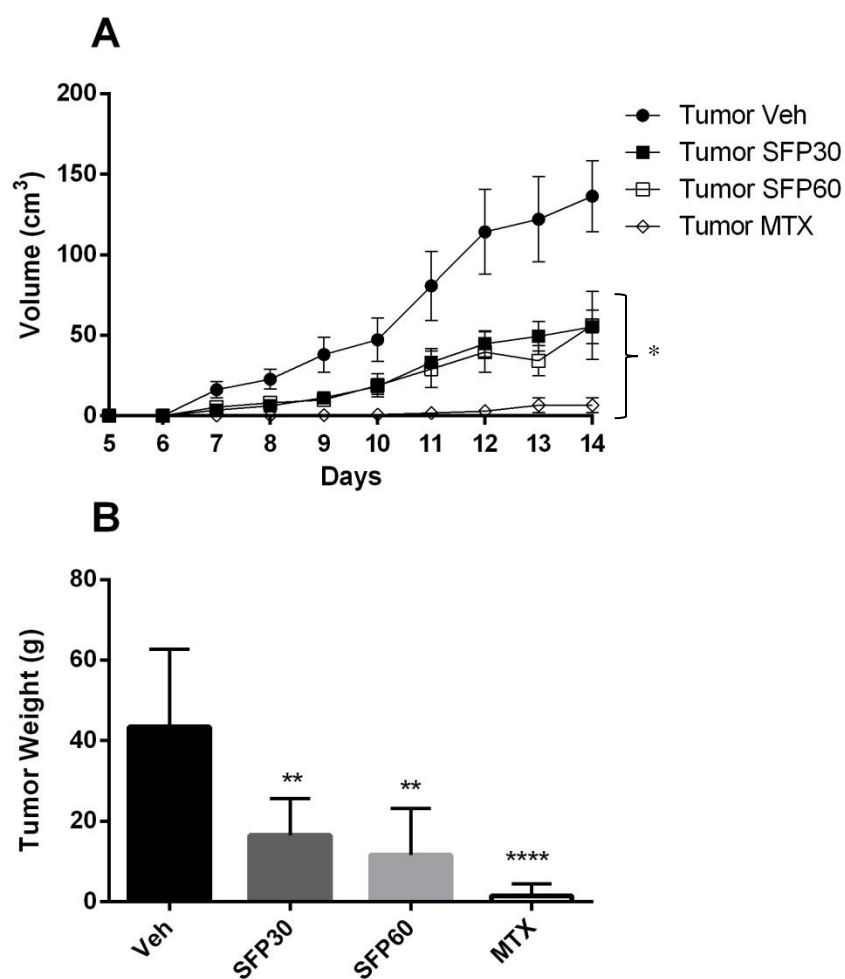 A
200
150
100
50
0
Volume (cm³)
5 6 7 8 9 10 11 12 13 14
Days
Tumor Veh
Tumor SFP30
Tumor SFP60
Tumor MTX
*
B
80
60
40
20
0
Tumor Weight (g)
**
**
****
Veh
SFP30
SFP60
MTX